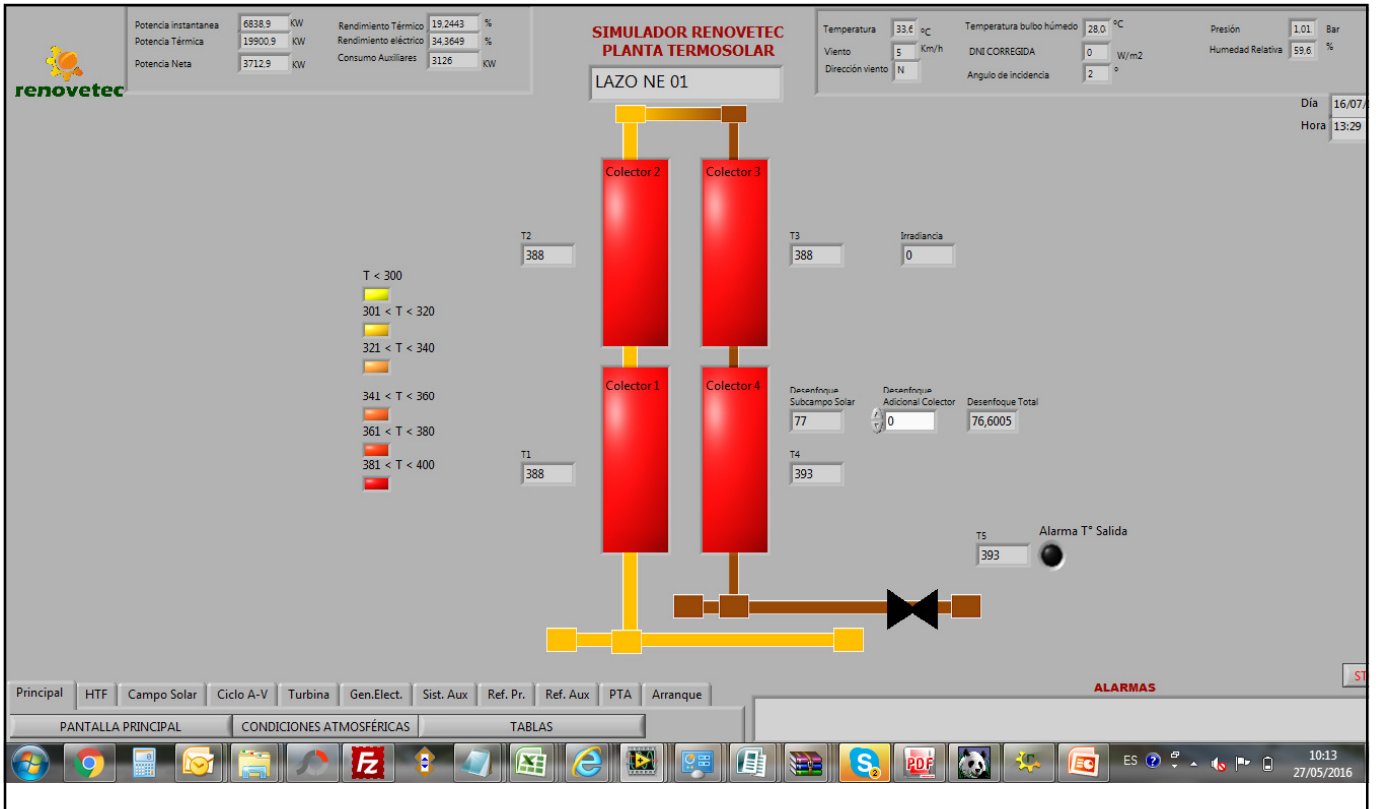 renovetec
Potencia instantanea 6838,9 KW
Potencia Térmica 19900,9 KW
Potencia Neta 3712,9 KW
Rendimiento Térmico 19,2443 %
Rendimiento eléctrico 34,3649 %
Consumo Auxiliares 3126 KW
SIMULADOR RENOVETEC
PLANTA TERMOSOLAR
LAZO NE 01
Temperatura 33.6 ºC
Viento 5 Km/h
Dirección viento N
Temperatura bulbo húmedo 28,0 ºC
DNI CORREGIDA 0 W/m2
Angulo de incidencia 2 º
Presión 1.01 Bar
Humedad Relativa 59.6 %
Día 16/07/
Hora 13:29
Colector 2
Colector 3
T2
388
T3
388
Irradiancia
0
T < 300
301 < T < 320
321 < T < 340
341 < T < 360
361 < T < 380
381 < T < 400
Colector 1
Colector 4
Desenfoque
Subcampo Solar
77
Desenfoque
Adicional Colector
0
Desenfoque Total
76,6005
T1
388
T4
393
T5
393
Alarma Tº Salida
ST
Principal HTF Campo Solar Ciclo A-V Turbina Gen.Elect. Sist. Aux Ref. Pr. Ref. Aux PTA Arranque
ALARMAS
PANTALLA PRINCIPAL CONDICIONES ATMOSFÉRICAS TABLAS
ES 10:13
27/05/2016